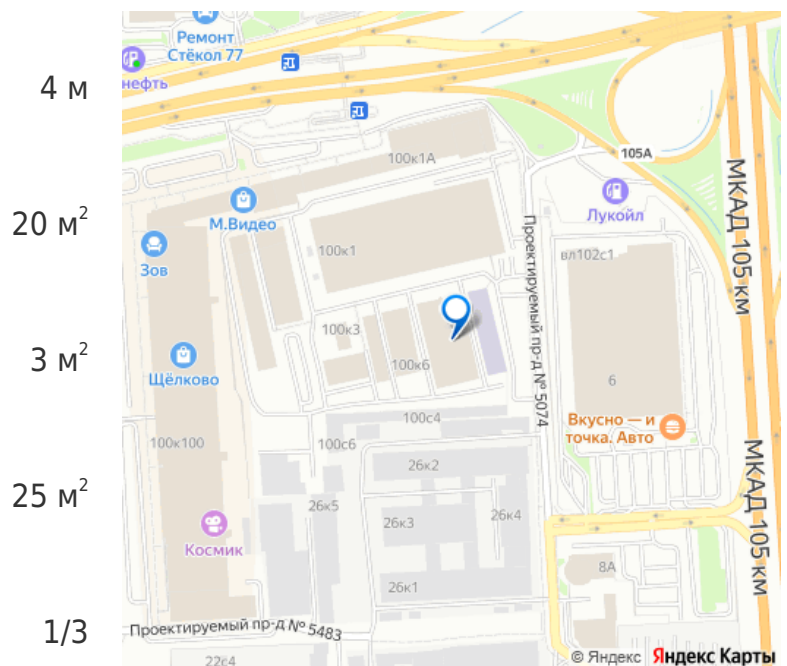 4 м
20 м²
3 м²
25 м²
1/3
Ремонт
Стёкол 77
нефть
100к1А
105А
М.Видео
Лукойл
МКАД 105 км
Зов
100к1
Проектируемый пр-д № 5074
вл102с1
100к3
Щёлково
100к6
6
100с4
Вкусно — и
точка. Авто
100к100
100с6
26к2
МКАД 105 км
26к5
26к3
26к4
Космик
8А
26к1
Проектируемый пр-д № 5483
22с4
© Яндекс Яндекс Карты